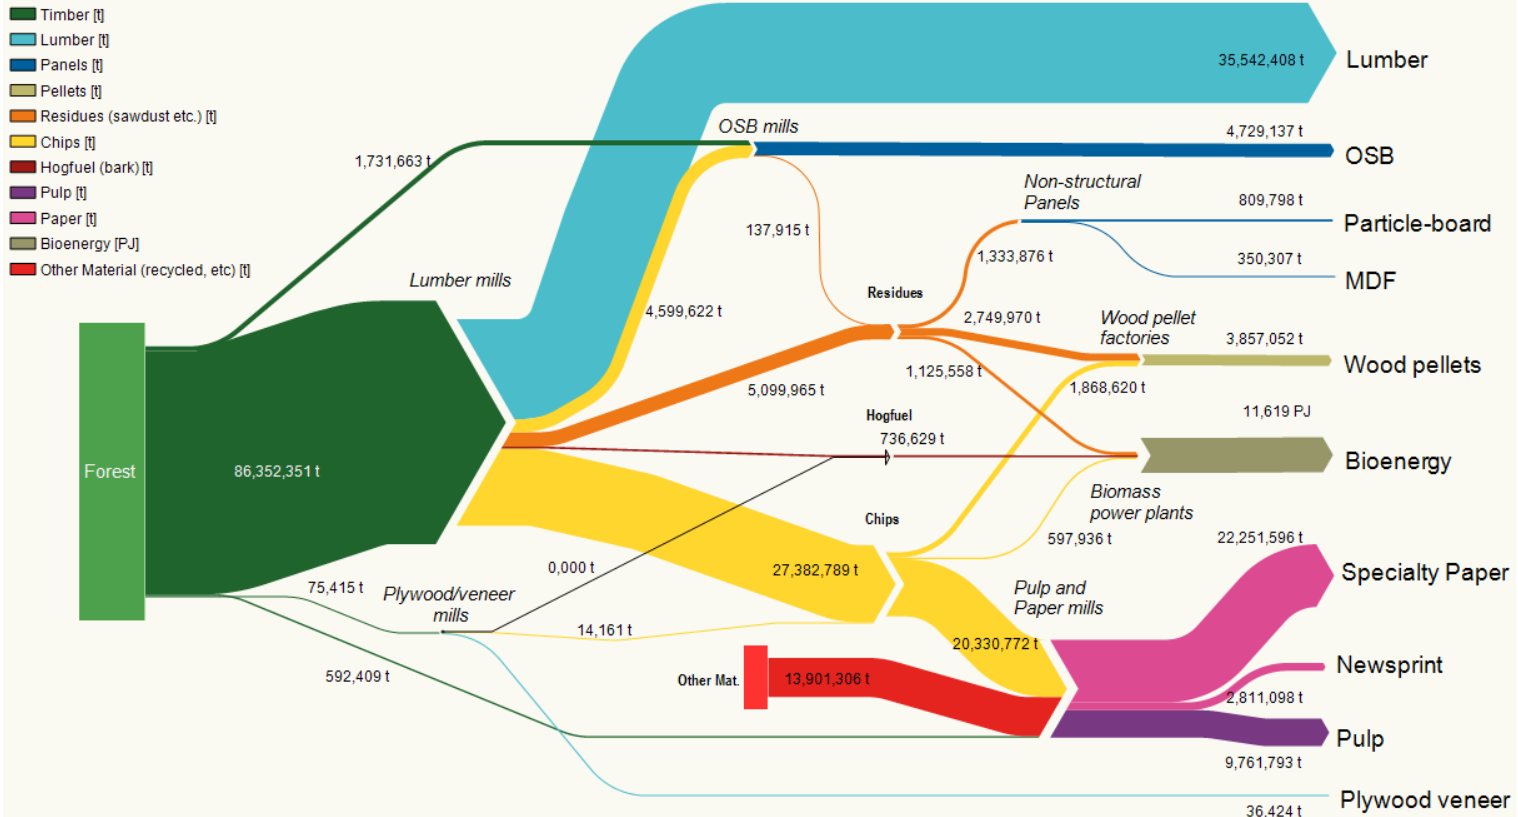 Timber [t]
Lumber [t]
Panels [t]
Pellets [t]
Residues (sawdust etc.) [t]
Chips [t]
Hogfuel (bark) [t]
Pulp [t]
Paper [t]
Bioenergy [PJ]
Other Material (recycled, etc) [t]
35,542,408 t
Lumber
OSB mills
4,729,137 t
OSB
1,731,663 t
Non-structural
Panels
809,798 t
Particle-board
137,915 t
1,333,876 t
350,307 t
MDF
Lumber mills
4,599,622 t
Residues
2,749,970 t
Wood pellet
factories
3,857,052 t
Wood pellets
5,099,965 t
1,125,558 t
1,868,620 t
Hogfuel
736,629 t
11,619 PJ
Bioenergy
Forest
86,352,351 t
Biomass
power plants
Chips
597,936 t
22,251,596 t
Specialty Paper
0,000 t
27,382,789 t
75,415 t
Plywood/veneer
mills
Pulp and
Paper mills
14,161 t
20,330,772 t
Newsprint
592,409 t
Other Mat.
13,901,306 t
2,811,098 t
Pulp
9,761,793 t
Plywood veneer
36.424 t